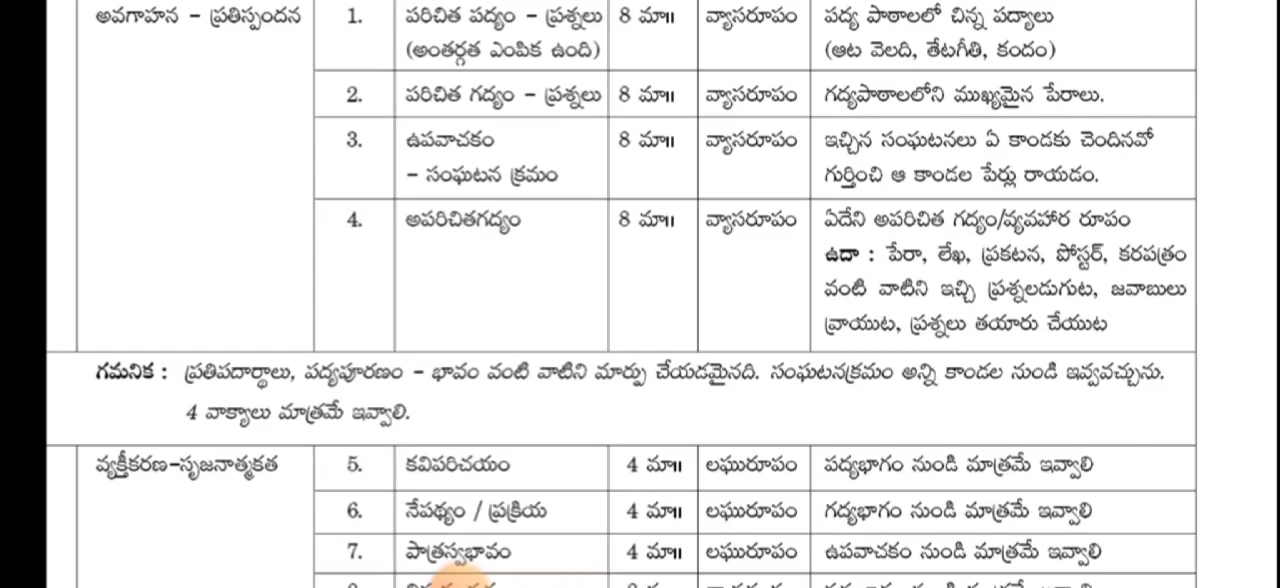 అవగాహన – ప్రతిస్పందన 1. పరిచిత పద్యం – ప్రశ్నలు 8 మా॥ వ్యాసరూపం పద్య పాఠాలలో చిన్న పద్యాలు
(అంతర్గత ఎంపిక ఉంది) (ఆట వెలది, తేటగీతి, కందం)
2. పరిచిత గద్యం – ప్రశ్నలు 8 మా॥ వ్యాసరూపం గద్యపాఠాలలోని ముఖ్యమైన పేరాలు.
3. ఉపవాచకం 8 మా॥ వ్యాసరూపం ఇచ్చిన సంఘటనలు ఏ కాండకు చెందినవో
– సంఘటన క్రమం గుర్తించి ఆ కాండల పేర్లు రాయడం.
4. అపరిచితగద్యం 8 మా॥ వ్యాసరూపం ఏదేని అపరిచిత గద్యం/వ్యవహార రూపం
ఉదా : పేరా, లేఖ, ప్రకటన, పోస్టర్, కరపత్రం
వంటి వాటిని ఇచ్చి ప్రశ్నలడుగుట, జవాబులు
వ్రాయుట, ప్రశ్నలు తయారు చేయుట
గమనిక : ప్రతిపదార్థాలు, పద్యపూరణం – భావం వంటి వాటిని మార్పు చేయడమైనది. సంఘటనక్రమం అన్ని కాండల నుండి ఇవ్వవచ్చును.
4 వాక్యాలు మాత్రమే ఇవ్వాలి.
వ్యక్తీకరణ-సృజనాత్మకత 5. కవిపరిచయం 4 మా॥ లఘురూపం పద్యభాగం నుండి మాత్రమే ఇవ్వాలి
6. నేపథ్యం / ప్రక్రియ 4 మా॥ లఘురూపం గద్యభాగం నుండి మాత్రమే ఇవ్వాలి
7. పాత్రస్వభావం 4 మా॥ లఘురూపం ఉపవాచకం నుండి మాత్రమే ఇవ్వాలి